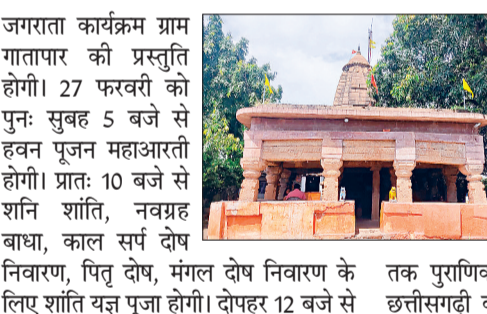 जगराता कार्यक्रम ग्राम
गातापार की प्रस्तुति
होगी। 27 फरवरी को
पुनः सुबह 5 बजे से
हवन पूजन महाआरती
होगी। प्रातः 10 बजे से
शनि शांति, नवग्रह
बाधा, काल सर्प दोष
निवारण, पितृ दोष, मंगल दोष निवारण के
लिए शांति यज्ञ पूजा होगी। दोपहर 12 बजे से
तक
छत्तीसगढ़ी